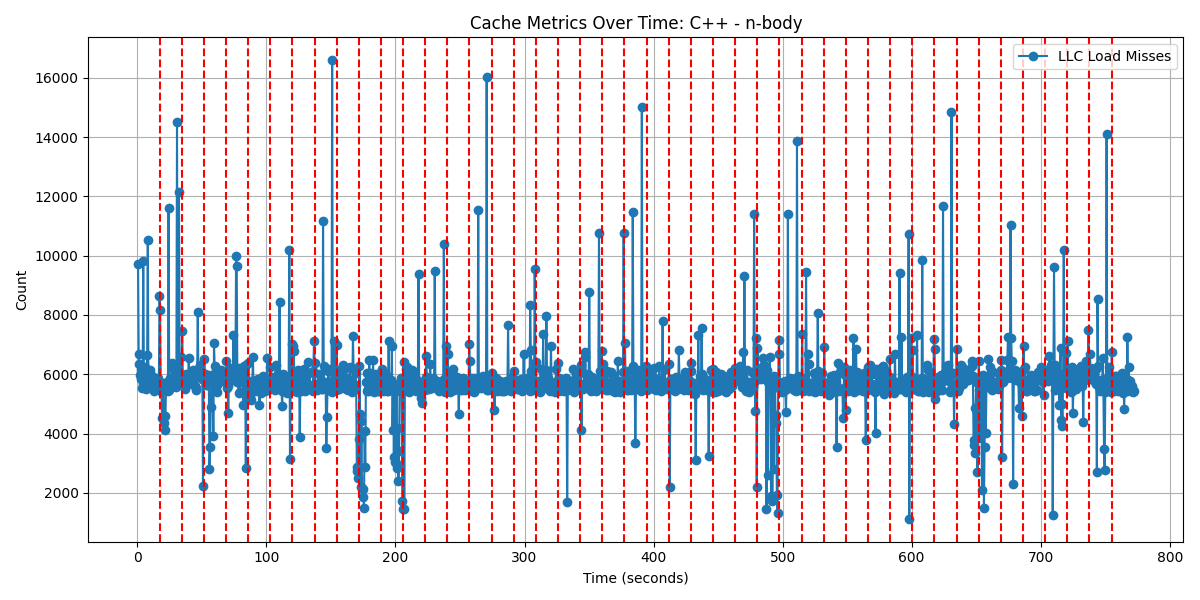 Cache Metrics Over Time: C++ - n-body
LLC Load Misses
Count
16000
14000
12000
10000
8000
6000
4000
2000
0 100 200 300 400 500 600 700 800
Time (seconds)